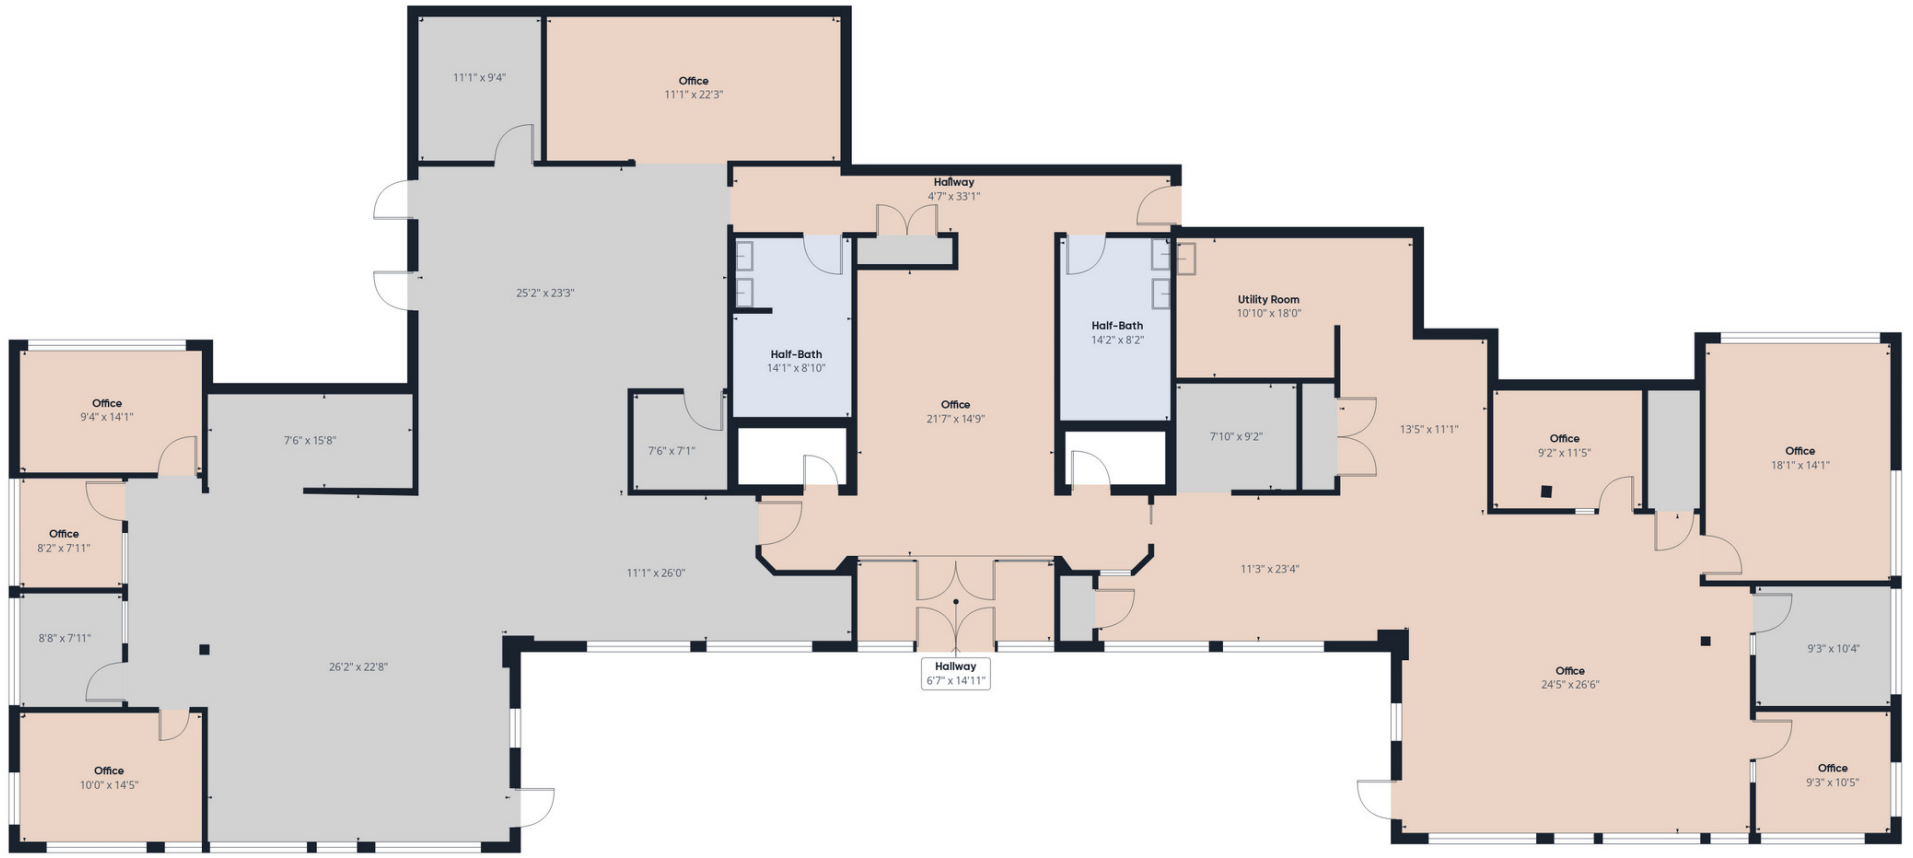 11'1" x 9'4"
Office
11'1" x 22'3"
Hallway
4'7" x 33'1"
25'2" x 23'3"
Utility Room
10'10" x 18'0"
Half-Bath
14'2" x 8'2"
Half-Bath
14'1" x 8'10"
Office
9'4" x 14'1"
Office
21'7" x 14'9"
7'6" x 15'8"
7'6" x 7'1"
7'10" x 9'2"
13'5" x 11'1"
Office
9'2" x 11'5"
Office
18'1" x 14'1"
Office
8'2" x 7'11"
11'1" x 26'0"
11'3" x 23'4"
8'8" x 7'11"
26'2" x 22'8"
Hallway
6'7" x 14'11"
Office
24'5" x 26'6"
9'3" x 10'4"
Office
10'0" x 14'5"
Office
9'3" x 10'5"